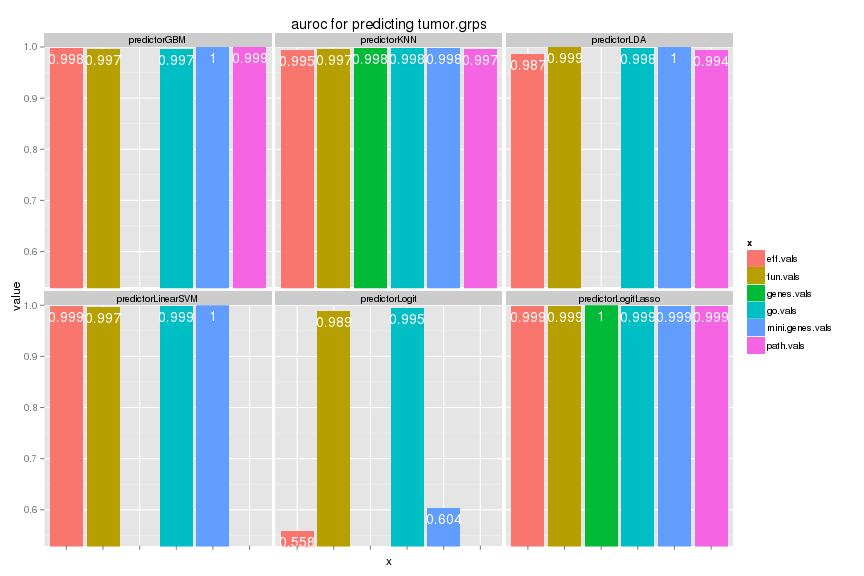 auroc for predicting tumor.grps
predictorGBM
predictorKNN
predictorLDA
1.0
0.9
0.8
0.7
0.6
0.998
0.997
0.997
1
0.999
0.995
0.997
0.998
0.998
0.998
0.997
0.987
0.999
0.998
1
0.994
value
predictorLinearSVM
predictorLogit
predictorLogitLasso
1.0
0.9
0.8
0.7
0.6
0.999
0.997
0.999
1
0.558
0.989
0.995
0.604
0.999
0.999
1
0.999
0.999
0.999
x
x
eff.vals
fun.vals
genes.vals
go.vals
mini.genes.vals
path.vals